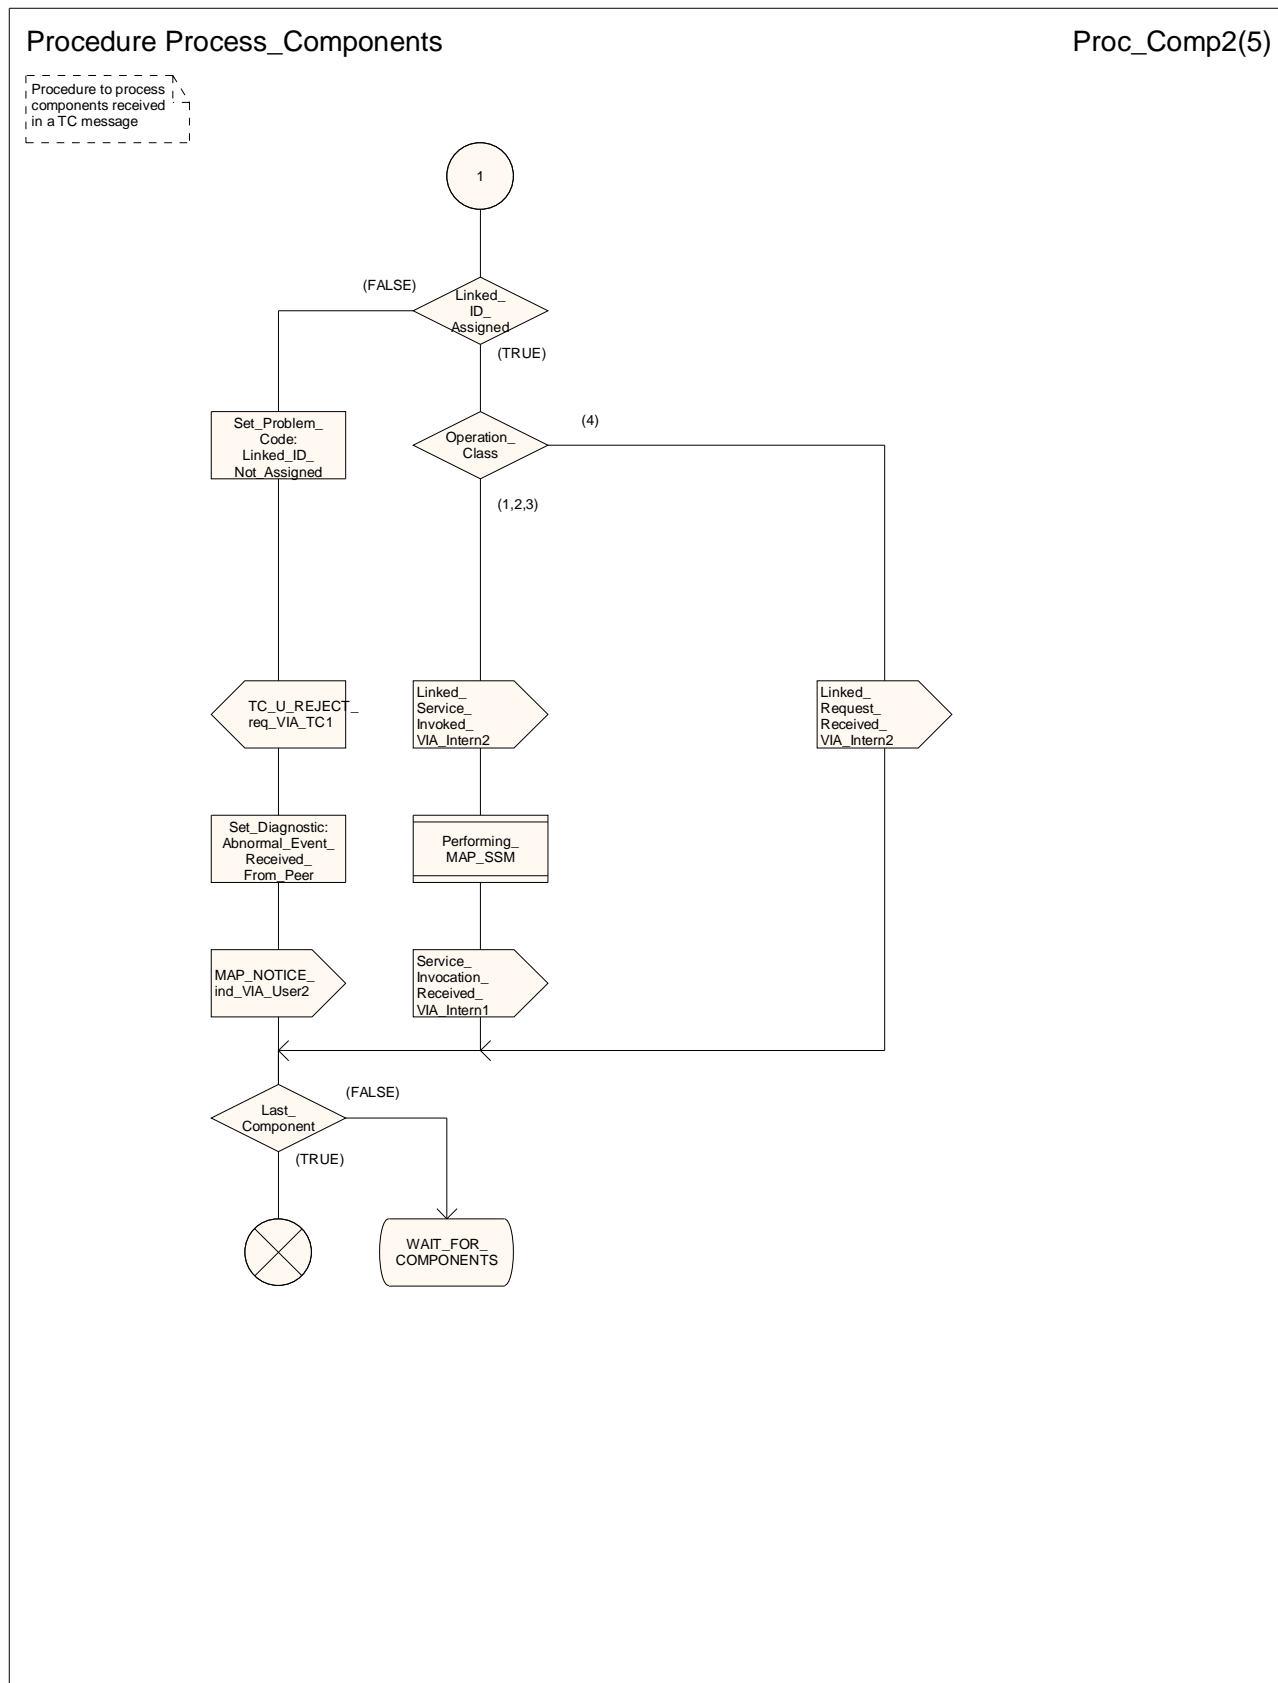 Procedure Process_Components
Proc_Comp2(5)
Procedure to process
components received
in a TC message
1
(FALSE)
Linked_
ID_
Assigned
(TRUE)
Set_Problem_
Code:
Linked_ID_
Not_Assigned
Operation_
Class
(4)
(1,2,3)
TC_U_REJECT_
req_VIA_TC1
Linked_
Service_
Invoked_
VIA_Intern2
Linked_
Request_
Received_
VIA_Intern2
Set_Diagnostic:
Abnormal_Event_
Received_
From_Peer
Performing_
MAP_SSM
MAP_NOTICE_
ind_VIA_User2
Service_
Invocation_
Received_
VIA_Intern1
(FALSE)
Last_
Component
(TRUE)
WAIT_FOR_
COMPONENTS